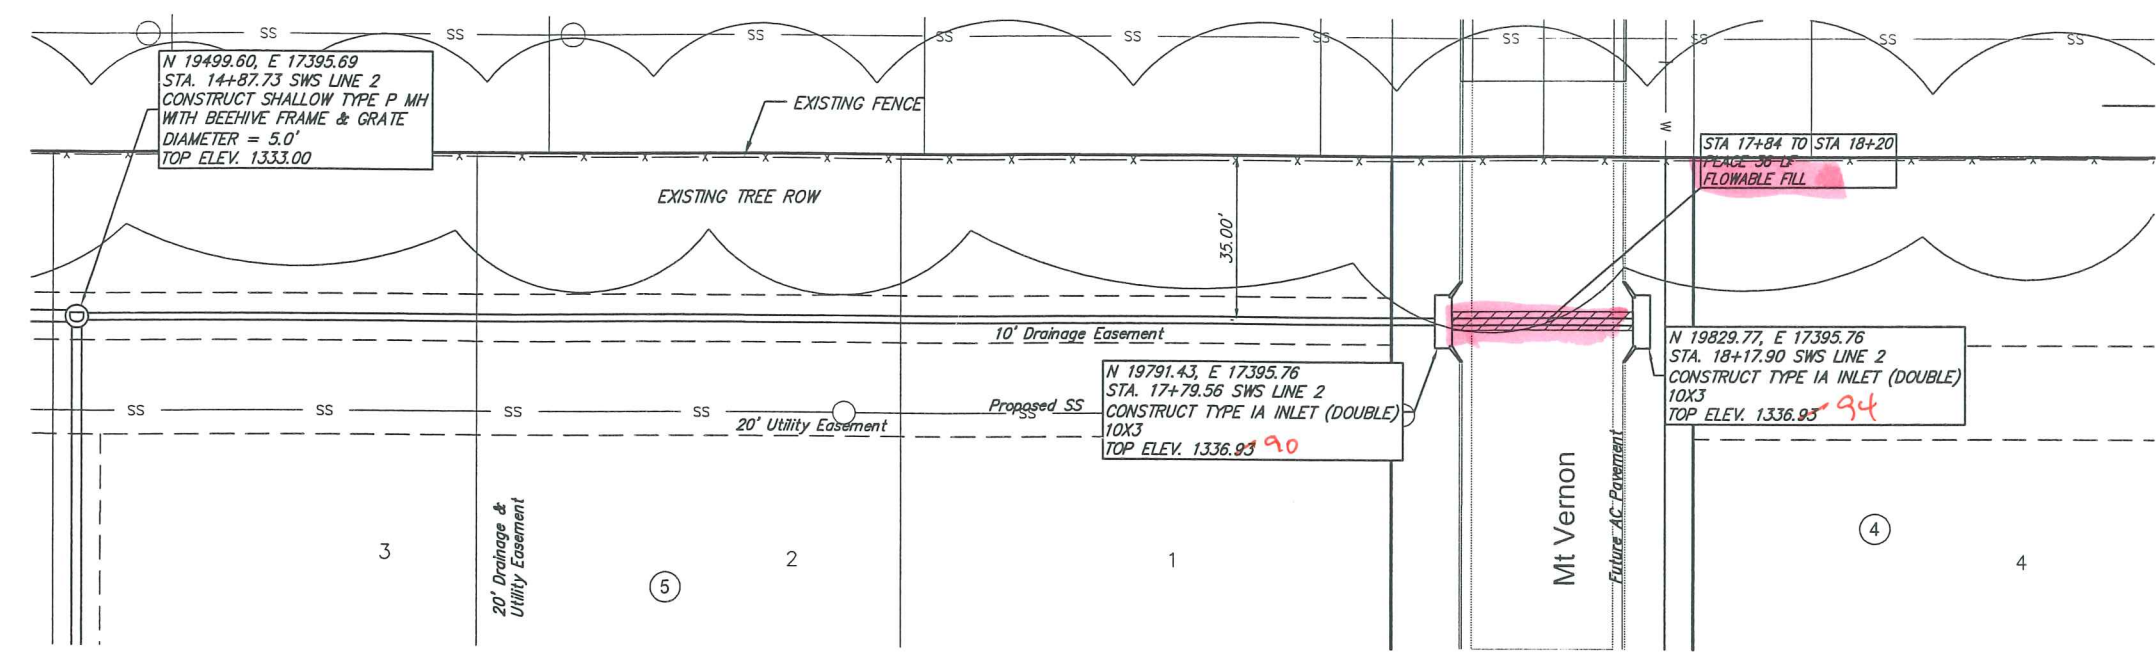 SS SS SS SS SS SS SS SS SS SS
N 19499.60, E 17395.69
STA. 14+87.73 SWS LINE 2
CONSTRUCT SHALLOW TYPE P MH
WITH BEEHIVE FRAME & GRATE
DIAMETER = 5.0'
TOP ELEV. 1333.00
EXISTING FENCE
W
STA 17+84 TO STA 18+20
PLACE 36 LF
FLOWABLE FILL
EXISTING TREE ROW
35.00'
D
10' Drainage Easement
N 19829.77, E 17395.76
STA. 18+17.90 SWS LINE 2
CONSTRUCT TYPE IA INLET (DOUBLE)
10X3
TOP ELEV. 1336.93 94
N 19791.43, E 17395.76
STA. 17+79.56 SWS LINE 2
CONSTRUCT TYPE IA INLET (DOUBLE)
10X3
TOP ELEV. 1336.93 90
SS SS SS SS SS
Proposed SS
20' Utility Easement
20' Drainage &
Utility Easement
Mt Vernon
Future AC Pavement
3
5
2
1
4
4